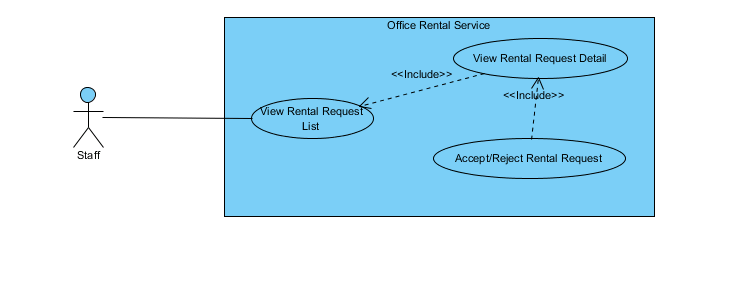 Office Rental Service
View Rental Request Detail
<<Include>>
<<Include>>
View Rental Request
List
Accept/Reject Rental Request
Staff